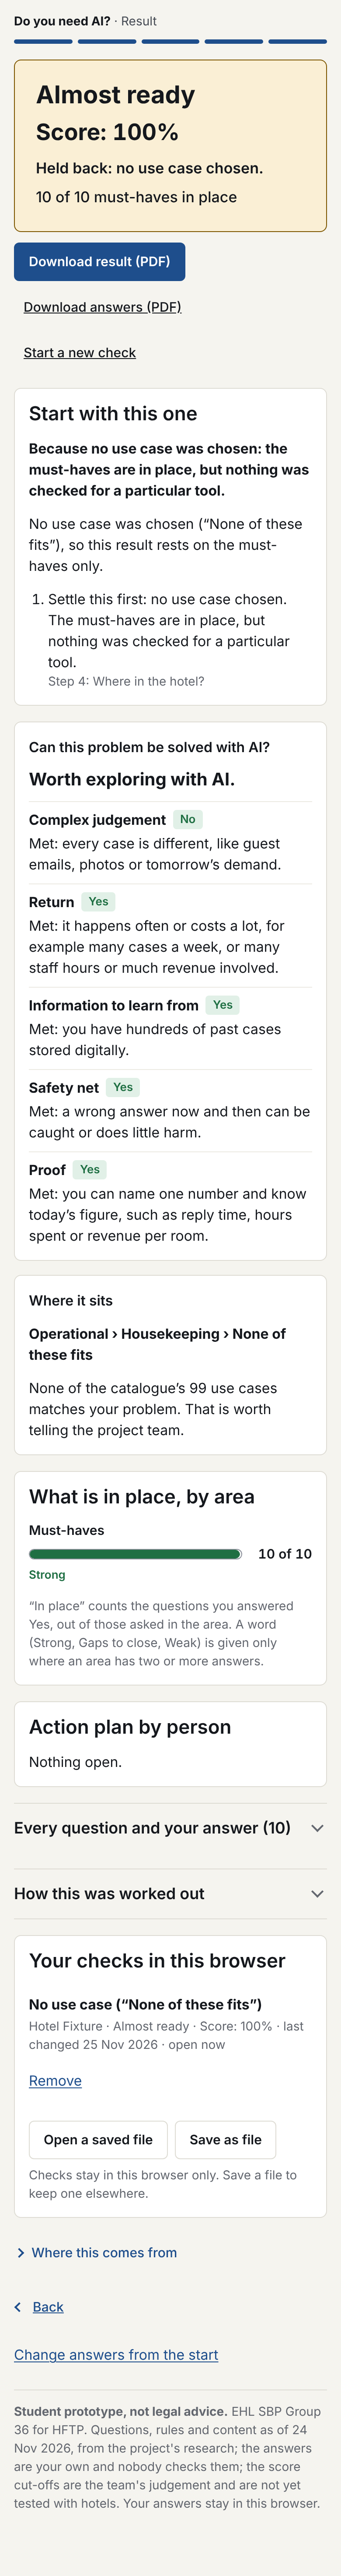 Do you need AI? · Result
Almost ready
Score: 100%
Held back: no use case chosen.
10 of 10 must-haves in place
Download result (PDF)
Download answers (PDF)
Start a new check
Start with this one
Because no use case was chosen: the
must-haves are in place, but nothing was
checked for a particular tool.
No use case was chosen (“None of these
fits”), so this result rests on the must-
haves only.
1. Settle this first: no use case chosen.
The must-haves are in place, but
nothing was checked for a particular
tool.
Step 4: Where in the hotel?
Can this problem be solved with AI?
Worth exploring with AI.
Complex judgement No
Met: every case is different, like guest
emails, photos or tomorrow’s demand.
Return Yes
Met: it happens often or costs a lot, for
example many cases a week, or many
staff hours or much revenue involved.
Information to learn from Yes
Met: you have hundreds of past cases
stored digitally.
Safety net Yes
Met: a wrong answer now and then can be
caught or does little harm.
Proof Yes
Met: you can name one number and know
today’s figure, such as reply time, hours
spent or revenue per room.
Where it sits
Operational › Housekeeping › None of
these fits
None of the catalogue’s 99 use cases
matches your problem. That is worth
telling the project team.
What is in place, by area
Must-haves
10 of 10
Strong
“In place” counts the questions you answered
Yes, out of those asked in the area. A word
(Strong, Gaps to close, Weak) is given only
where an area has two or more answers.
Action plan by person
Nothing open.
Every question and your answer (10)
How this was worked out
Your checks in this browser
No use case (“None of these fits”)
Hotel Fixture · Almost ready · Score: 100% · last
changed 25 Nov 2026 · open now
Remove
Open a saved file
Save as file
Checks stay in this browser only. Save a file to
keep one elsewhere.
Where this comes from
Back
Change answers from the start
Student prototype, not legal advice. EHL SBP Group
36 for HFTP. Questions, rules and content as of 24
Nov 2026, from the project's research; the answers
are your own and nobody checks them; the score
cut-offs are the team's judgement and are not yet
tested with hotels. Your answers stay in this browser.